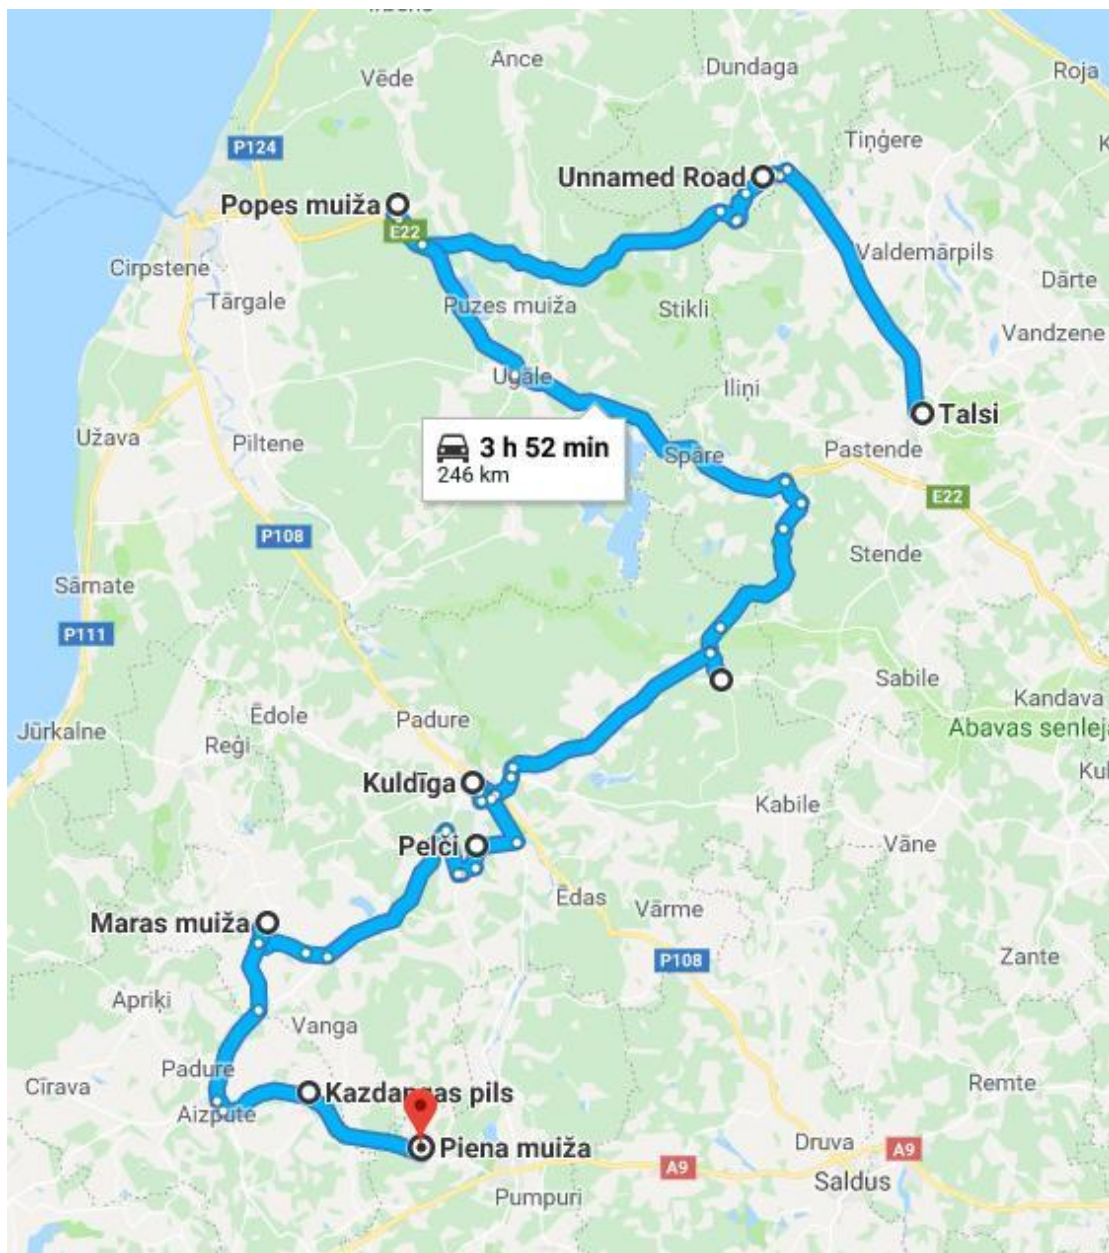 Ance
Vēde
Dundaga
Roja
Tiņģere
P124
Unnamed Road
Popes muiža
E22
Valdemārpils
Cirpstene
Dārte
Tārgale
Puzes muiža
Stikli
Vandzene
Ugāle
Iliņi
Talsi
Užava
Piltene
3 h 52 min
246 km
Spāre
Pastende
E22
P108
Stende
Sārnate
P111
Sabile
Kandava
Ēdole
Padure
Abavas senleja
Jūrkalne
Reģi
Kuldīga
Kabile
Pelči
Vāne
Ēdas
Vārme
Maras muiža
P108
Zante
Apriķi
Vanga
Padure
Cīrava
Kazdangas pils
Remte
Aizpute
Piena muiža
Druva
A9
A9
Saldus
Pumpuri